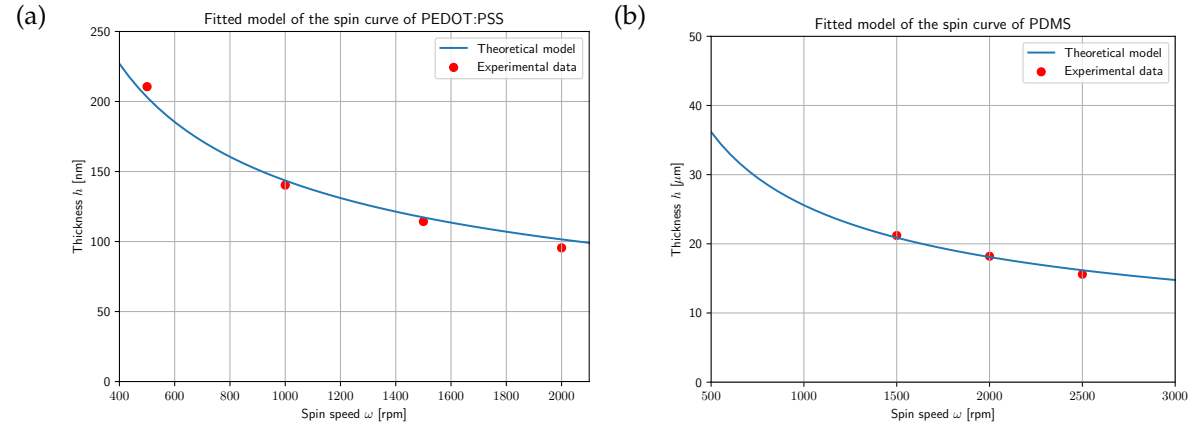 (a)
Fitted model of the spin curve of PEDOT:PSS
250
200
150
100
50
0
Thickness h [nm]
400 600 800 1000 1200 1400 1600 1800 2000
Spin speed ω [rpm]
Theoretical model
Experimental data
(b)
Fitted model of the spin curve of PDMS
50
40
30
20
10
0
Thickness h [μm]
500 1000 1500 2000 2500 3000
Spin speed ω [rpm]
Theoretical model
Experimental data